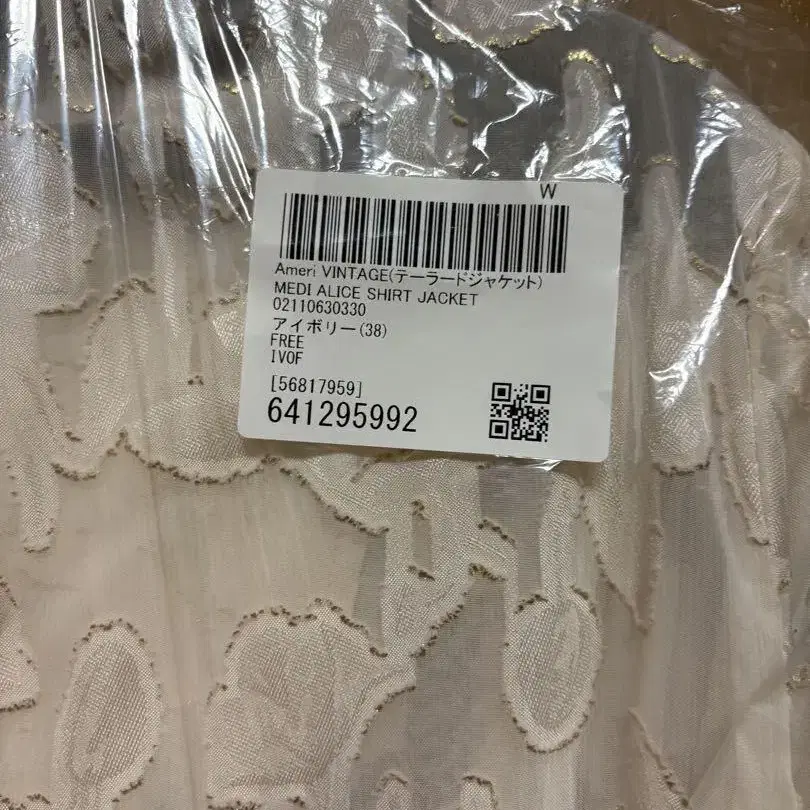 W
Ameri VINTAGE(テーラードジャケット)
MEDI ALICE SHIRT JACKET
02110630330
アイボリー(38)
FREE
IVOF
[56817959]
641295992